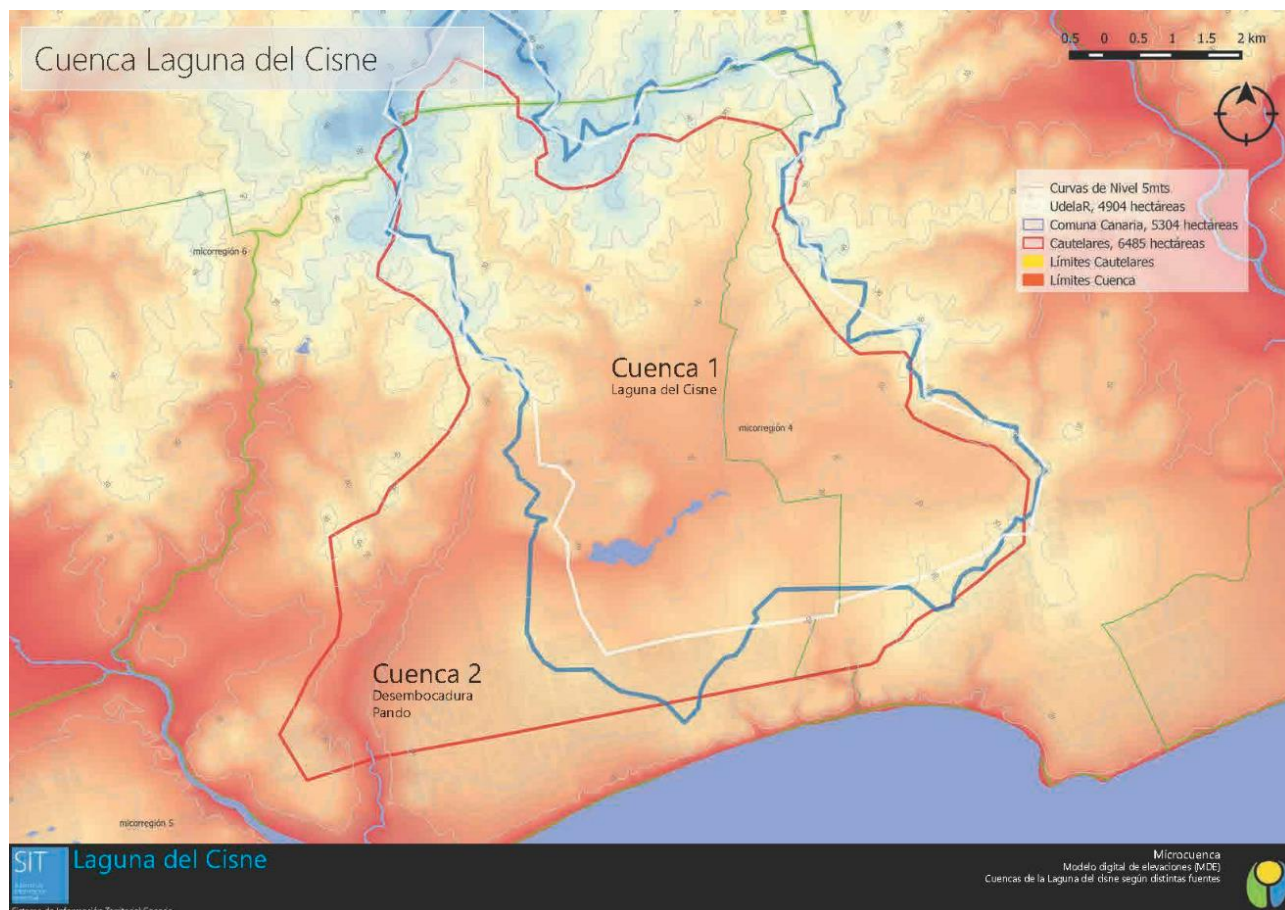 Cuenca Laguna del Cisne
0.5 0 0.5 1 1.5 2 km
Curvas de Nivel 5mts
UdelaR, 4904 hectáreas
Comuna Canaria, 5304 hectáreas
Cautelares, 6485 hectáreas
Límites Cautelares
Límites Cuenca
micorregión 6
Cuenca 1
Laguna del Cisne
micorregión 4
Cuenca 2
Desembocadura
Pando
micorregión 5
SIT
Laguna del Cisne
Microcuenca
Modelo digital de elevaciones (MDE)
Cuencas de la Laguna del cisne según distintas fuentes